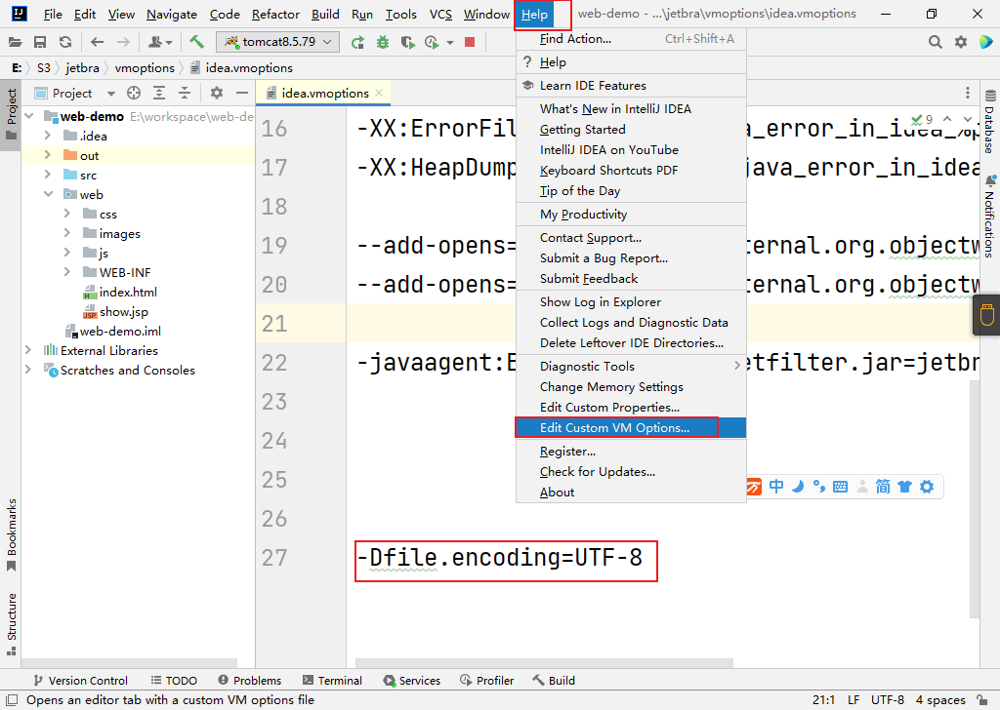 File Edit View Navigate Code Refactor Build Run Tools VCS Window Help web-demo - ...\jetbra\vmoptions\idea.vmoptions
tomcat8.5.79
E: S3 jetbra vmoptions idea.vmoptions
Project
Project
idea.vmoptions
web-demo E:\workspace\web-de
.idea
out
src
web
css
images
js
WEB-INF
index.html
show.jsp
web-demo.iml
External Libraries
Scratches and Consoles
Bookmarks
Structure
16 -XX:ErrorFil a_error_in_idea_%p
17 -XX:HeapDump java_error_in_idea
18
19 --add-opens= ternal.org.objectw
20 --add-opens= ternal.org.objectw
21
22 -javaagent:E etfilter.jar=jetbr
23
24
25
26
27 -Dfile.encoding=UTF-8
9
Find Action... Ctrl+Shift+A
? Help
Learn IDE Features
What's New in IntelliJ IDEA
Getting Started
IntelliJ IDEA on YouTube
Keyboard Shortcuts PDF
Tip of the Day
My Productivity
Contact Support...
Submit a Bug Report...
Submit Feedback
Show Log in Explorer
Collect Logs and Diagnostic Data
Delete Leftover IDE Directories...
Diagnostic Tools
Change Memory Settings
Edit Custom Properties...
Edit Custom VM Options...
Register...
Check for Updates...
About
中 简
Database
Notifications
Version Control TODO Problems Terminal Services Profiler Build
Opens an editor tab with a custom VM options file 21:1 LF UTF-8 4 spaces